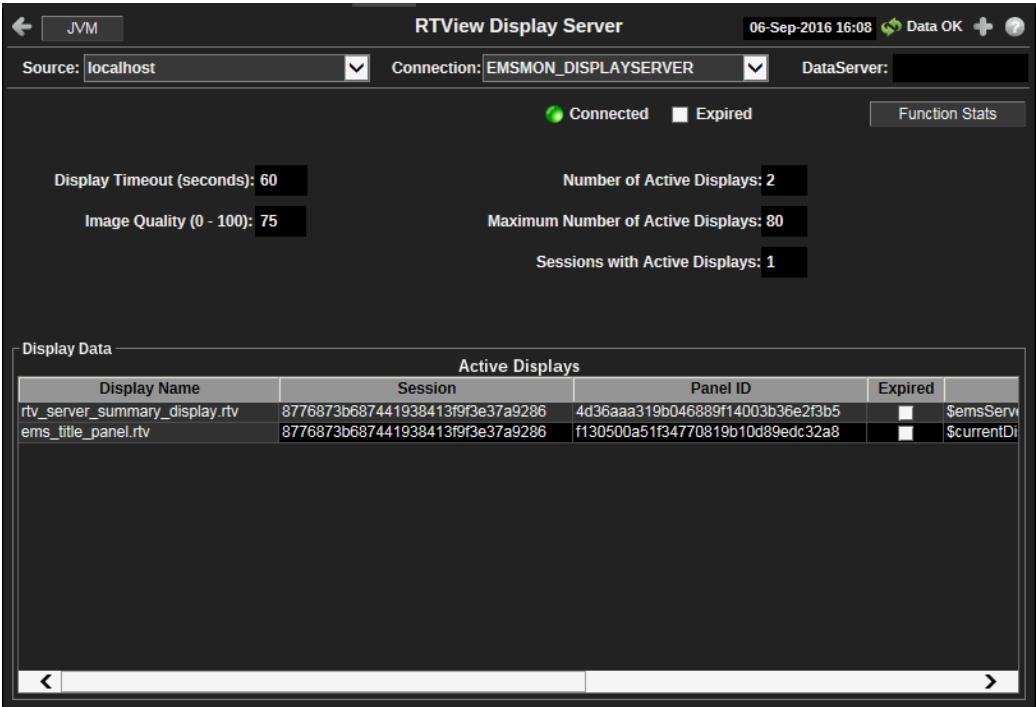 JVM RTView Display Server 06-Sep-2016 16:08 Data OK
Source: localhost Connection: EMSMON_DISPLAYSERVER DataServer:
Connected Expired Function Stats
Display Timeout (seconds): 60 Number of Active Displays: 2
Image Quality (0 - 100): 75 Maximum Number of Active Displays: 80
Sessions with Active Displays: 1
Display Data
Active Displays
Display Name Session Panel ID Expired
rtv_server_summary_display.rtv 8776873b687441938413f9f3e37a9286 4d36aaa319b046889f14003b36e2f3b5 $emsServe
ems_title_panel.rtv 8776873b687441938413f9f3e37a9286 f130500a51f34770819b10d89edc32a8 $currentDi